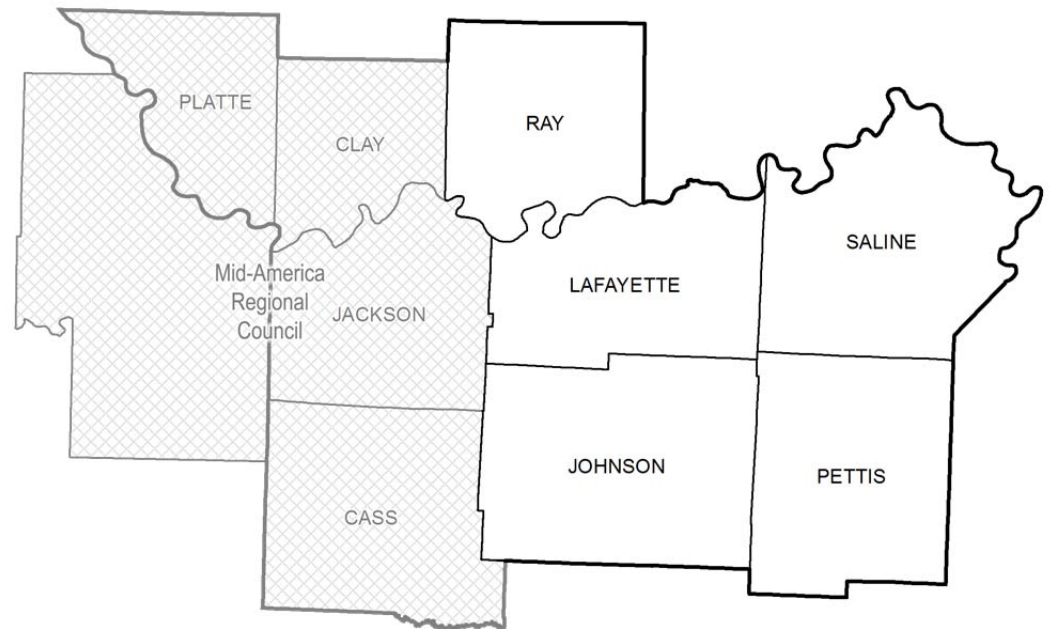 PLATTE
CLAY
RAY
SALINE
Mid-America
Regional
Council
JACKSON
LAFAYETTE
JOHNSON
PETTIS
CASS